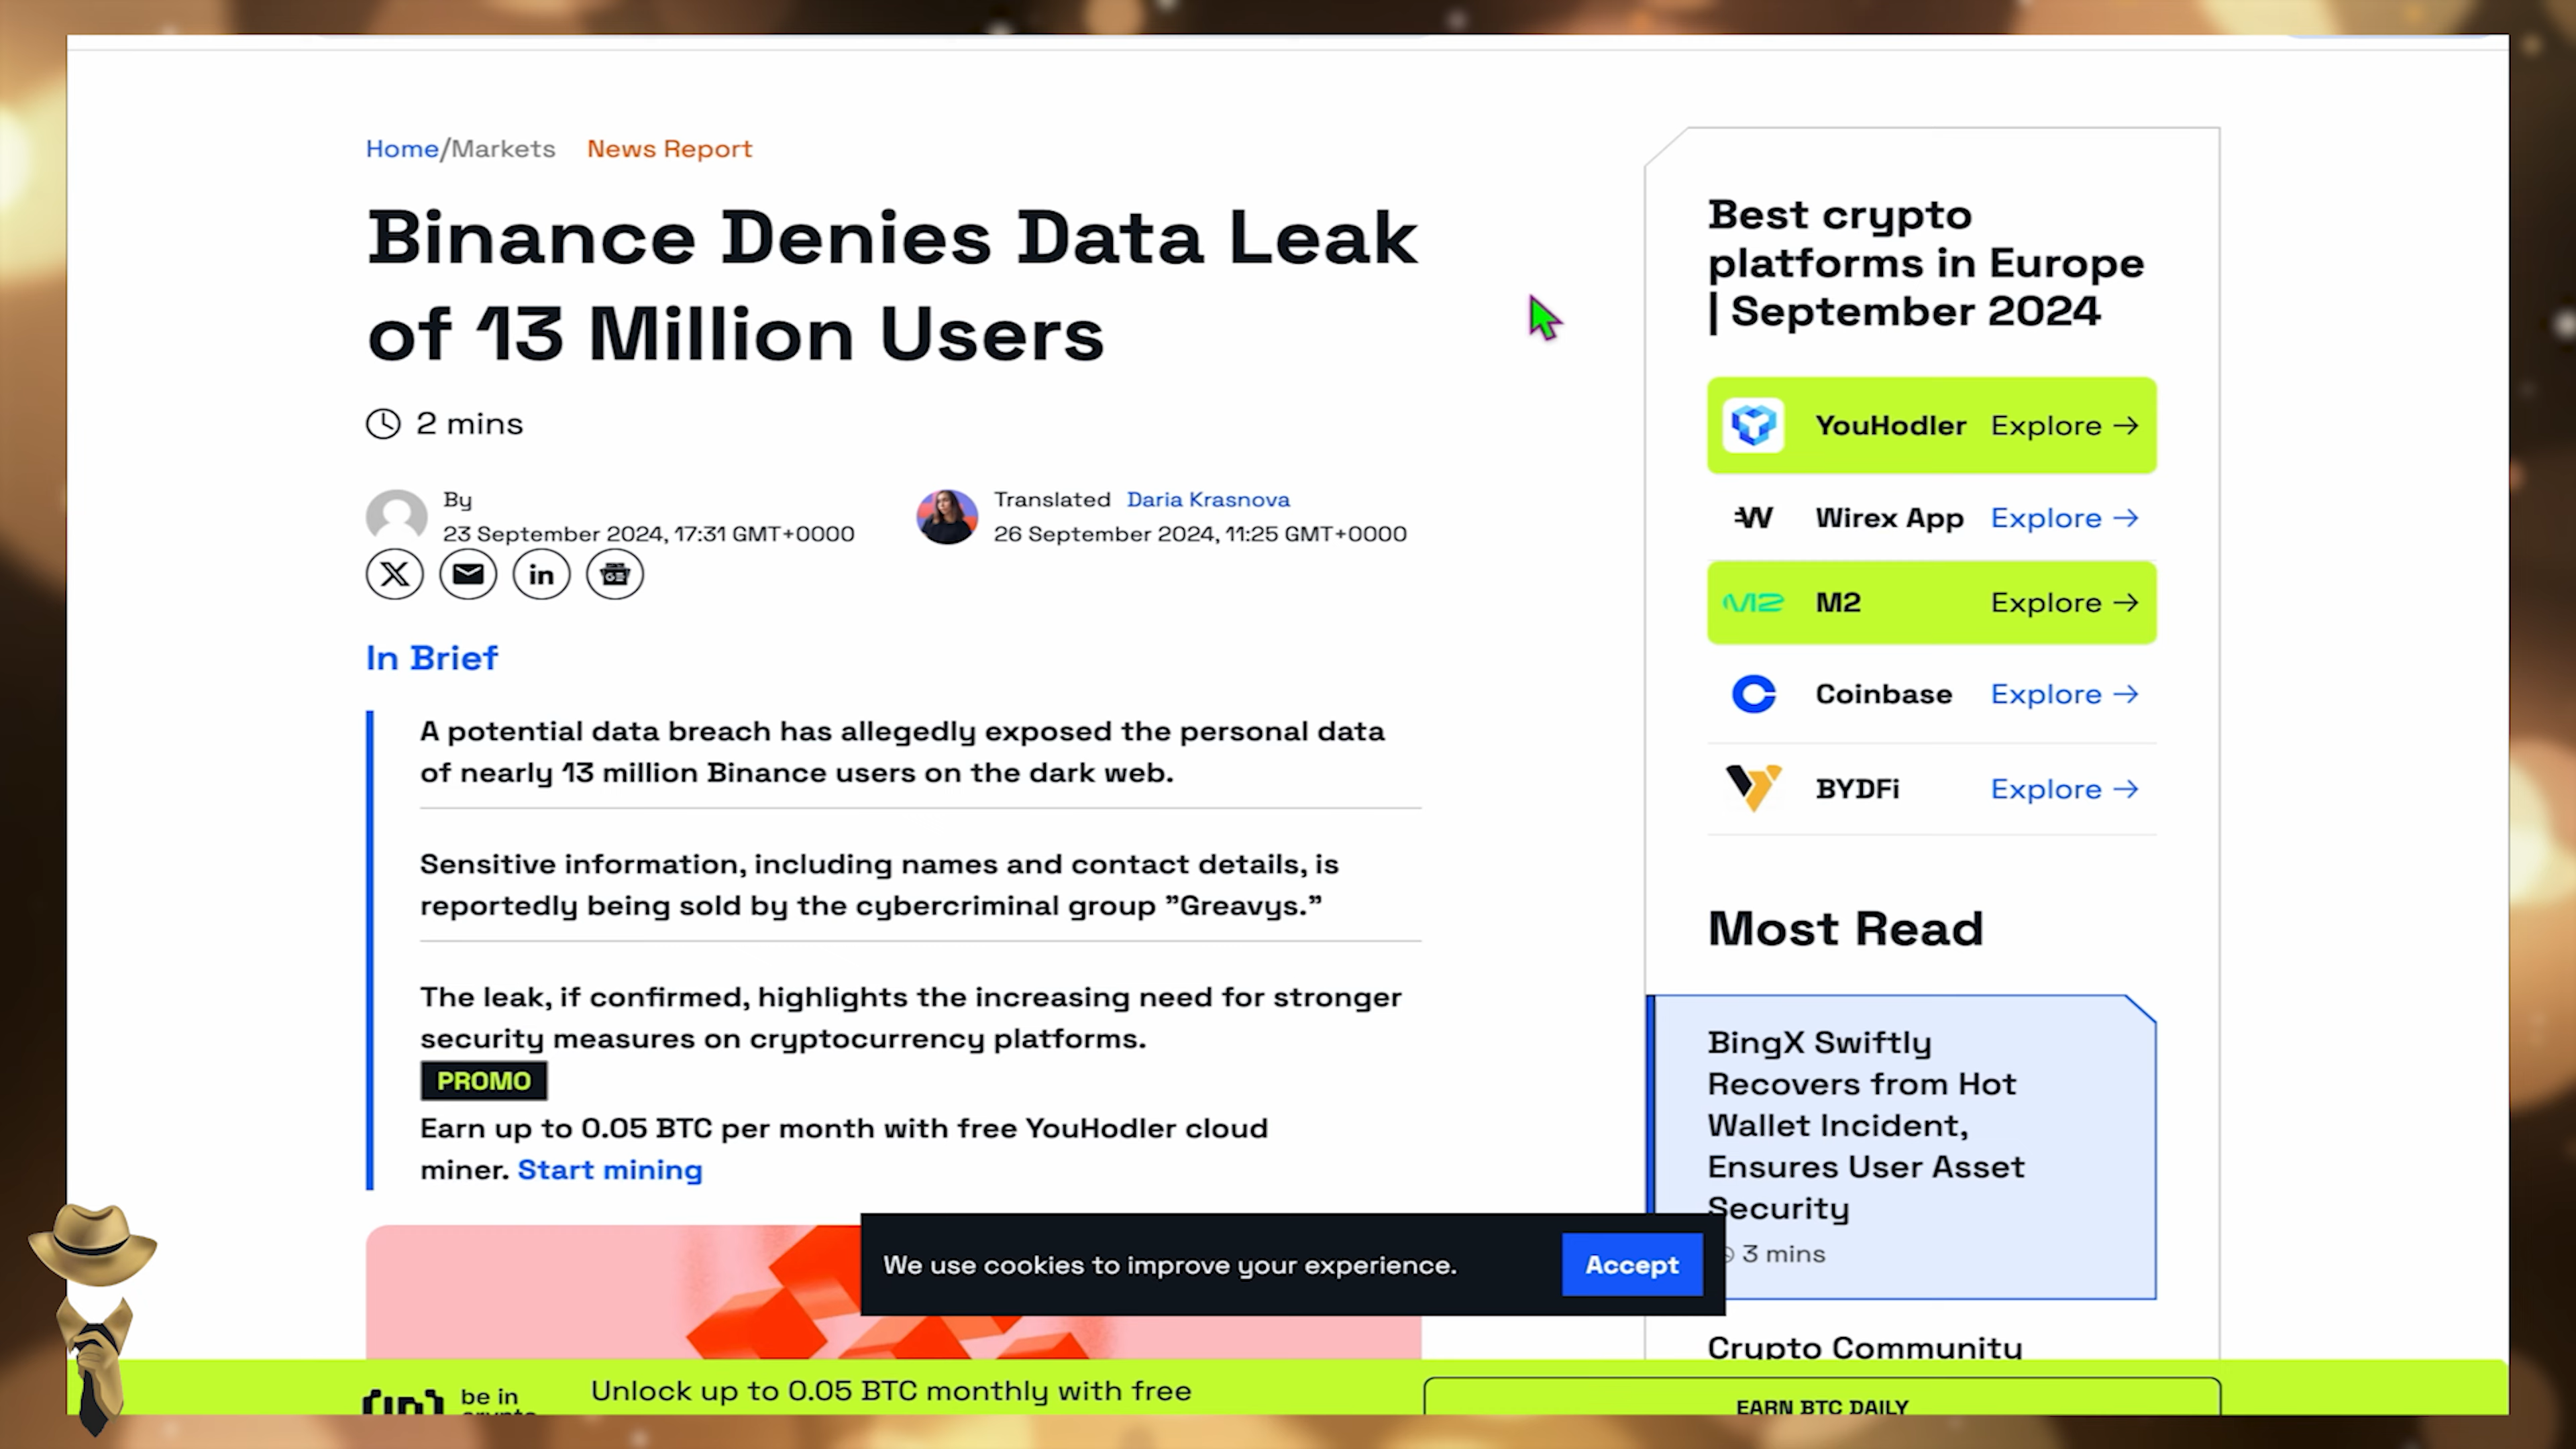 Home/Markets News Report
Binance Denies Data Leak
of 13 Million Users
2 mins
By
23 September 2024, 17:31 GMT+0000
Translated Daria Krasnova
26 September 2024, 11:25 GMT+0000
X
in
GE
In Brief
A potential data breach has allegedly exposed the personal data
of nearly 13 million Binance users on the dark web.
Sensitive information, including names and contact details, is
reportedly being sold by the cybercriminal group ”Greavys.”
The leak, if confirmed, highlights the increasing need for stronger
security measures on cryptocurrency platforms.
PROMO
Earn up to 0.05 BTC per month with free YouHodler cloud
miner. Start mining
Best crypto
platforms in Europe
| September 2024
YouHodler Explore →
Wirex App Explore →
M2 M2 Explore →
Coinbase Explore →
BYDFi Explore →
Most Read
BingX Swiftly
Recovers from Hot
Wallet Incident,
Ensures User Asset
Security
3 mins
Crypto Community
We use cookies to improve your experience. Accept
be in
crypto
Unlock up to 0.05 BTC monthly with free
EARN BTC DAILY